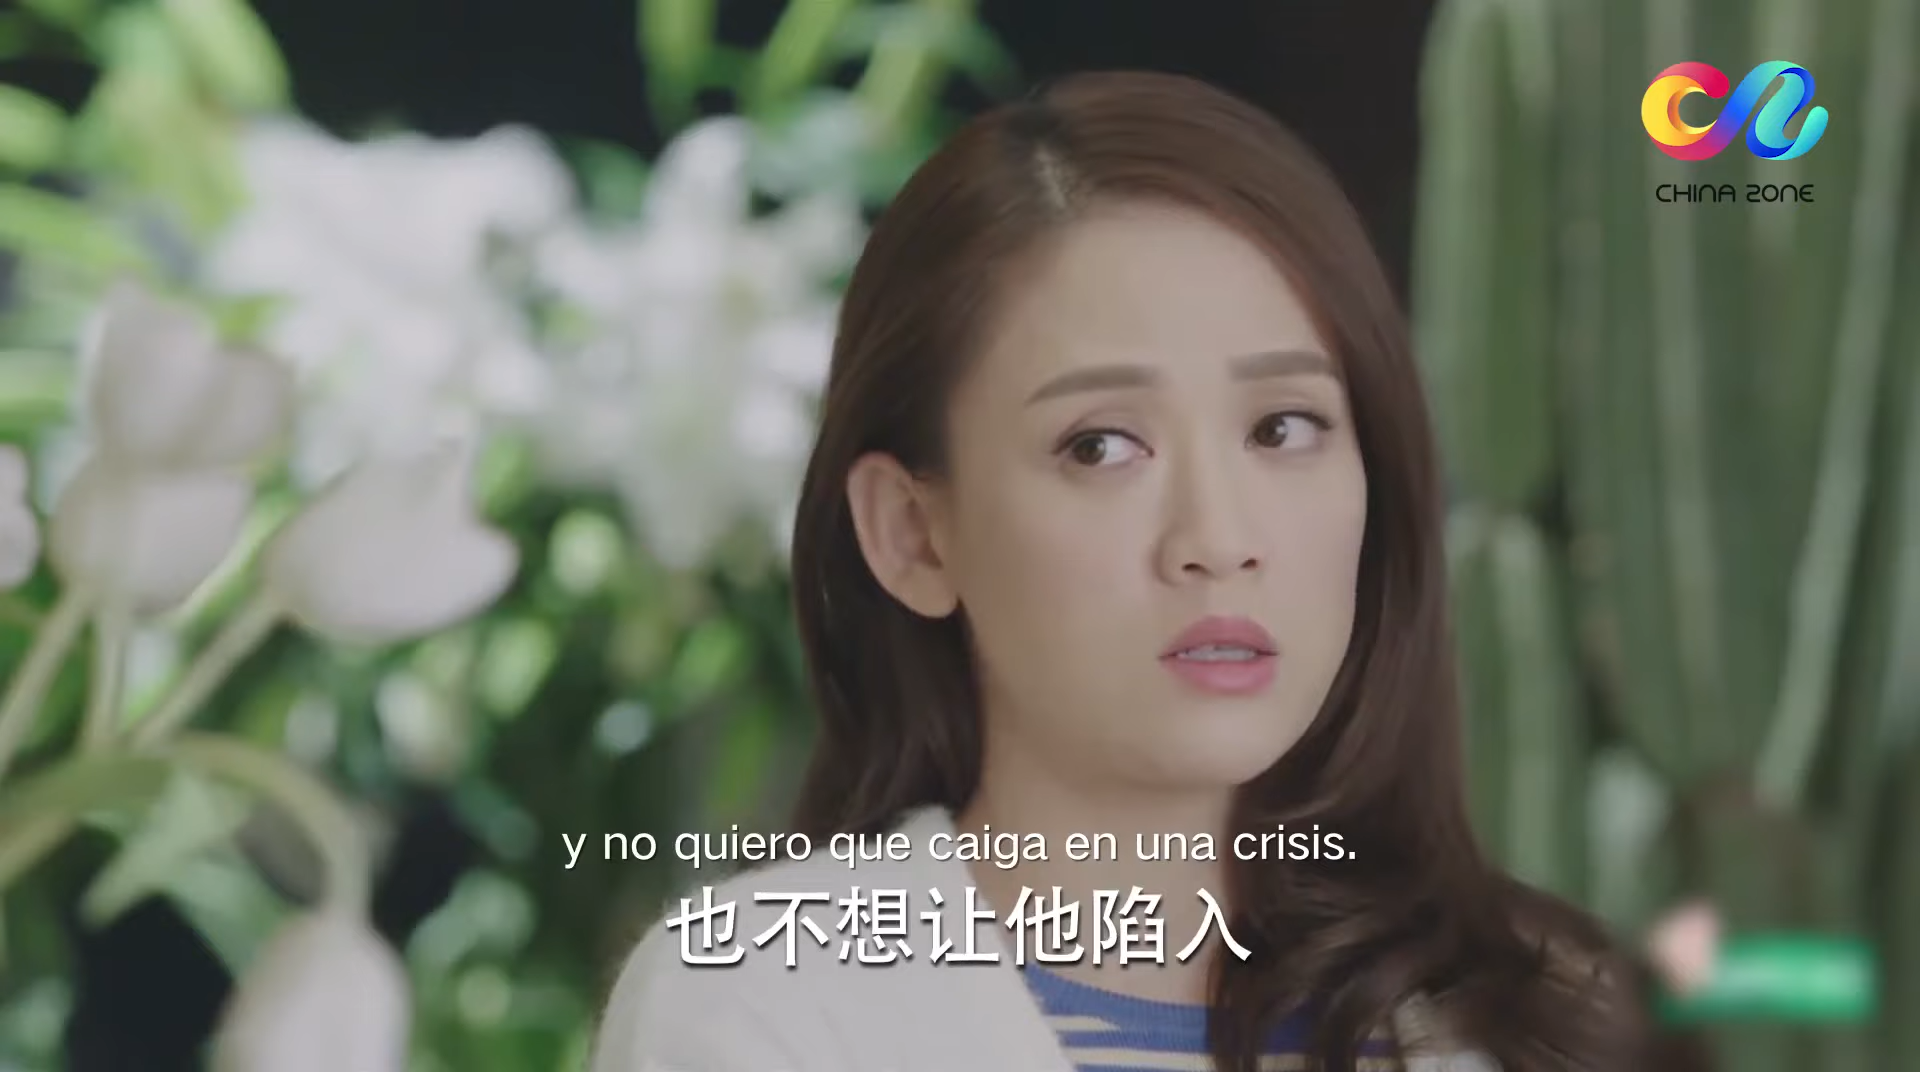 CHINA ZONE
y no quiero que caiga en una crisis.
也不想让他陷入